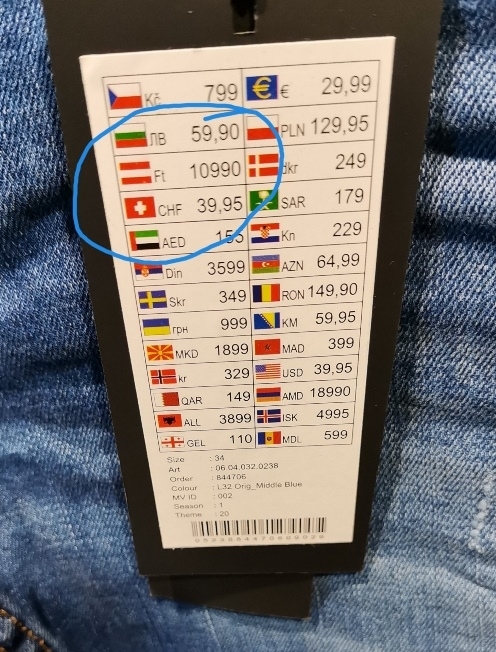 Kč 799 € 29,99
ЛВ 59,90 PLN 129,95
Ft 10990 dkr 249
CHF 39,95 SAR 179
AED 155 Kn 229
Din 3599 AZN 64,99
Skr 349 RON 149,90
грн 999 KM 59,95
MKD 1899 MAD 399
kr 329 USD 39,95
QAR 149 AMD 18990
ALL 3899 ISK 4995
GEL 110 MDL 599
Size : 34
Art : 06.04.032.0238
Order : 844706
Colour : L32 Orig_Middle Blue
MV ID : 002
Season : 1
Theme : 20